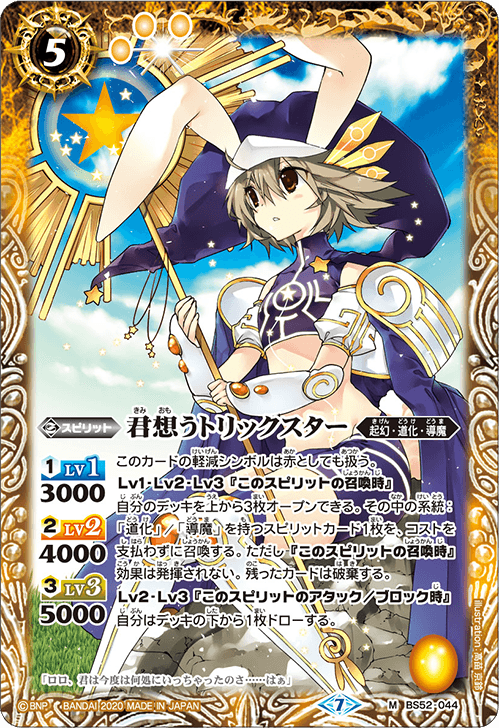 5
君想うトリックスター
スピリット
起幻・道化・導魔
1 LV1 3000
2 LV2 4000
3 LV3 5000
このカードの軽減シンボルは赤としても扱う。
Lv1・Lv2・Lv3『このスピリットの召喚時』
自分のデッキを上から3枚オープンできる。その中の系統：
「道化」/「導魔」を持つスピリットカード1枚を、コストを
支払わずに召喚する。ただし『このスピリットの召喚時』
効果は発揮されない。残ったカードは破棄する。
Lv2・Lv3『このスピリットのアタック/ブロック時』
自分はデッキの下から1枚ドローする。
「ロロ、君は今度は何処にいっちゃったのさ……はぁ」
©BNP BANDAI 2020 MADE IN JAPAN
7
M BS52-044
Illustration: